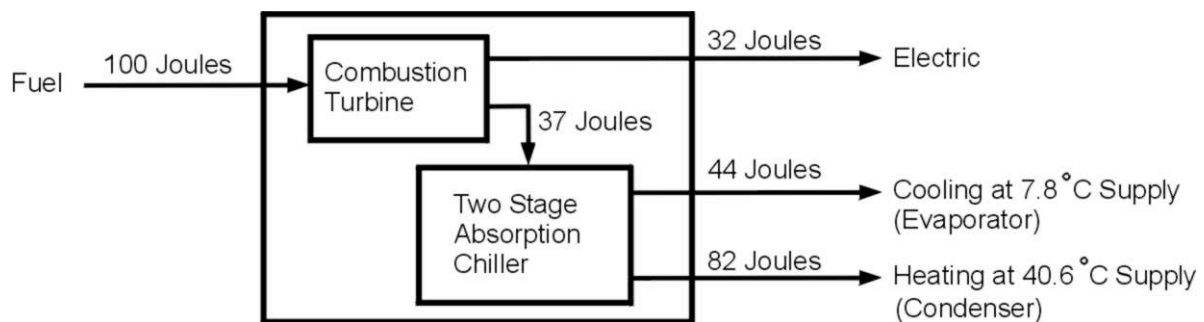 32 Joules
Fuel
100 Joules
Combustion
Turbine
Electric
37 Joules
44 Joules
Two Stage
Absorption
Chiller
Cooling at 7.8 °C Supply
(Evaporator)
82 Joules
Heating at 40.6 °C Supply
(Condenser)